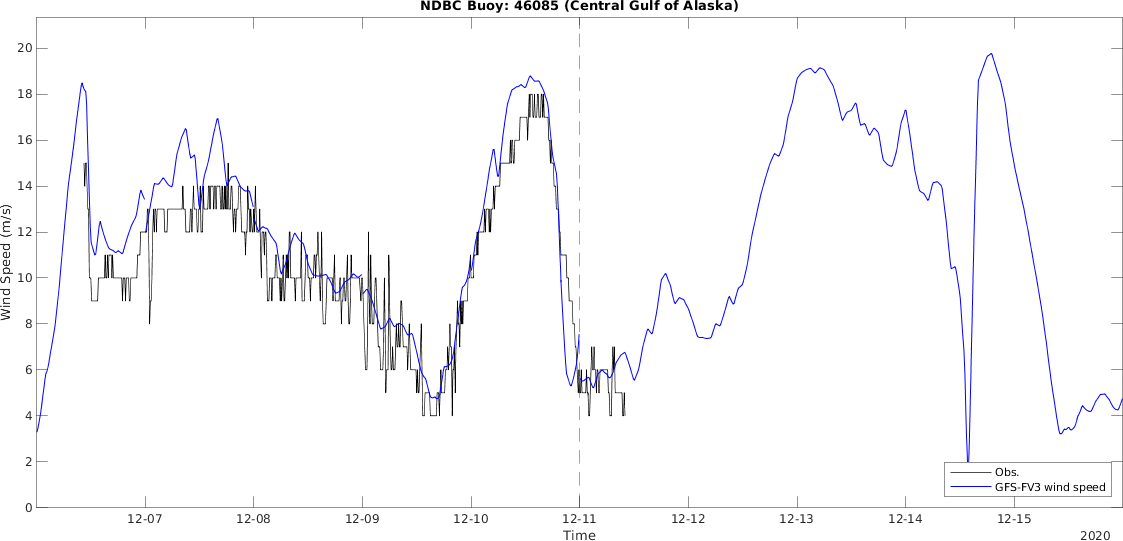 NDBC Buoy: 46085 (Central Gulf of Alaska)
Wind Speed (m/s)
20
18
16
14
12
10
8
6
4
2
0
12-07 12-08 12-09 12-10 12-11 12-12 12-13 12-14 12-15
Time
2020
Obs.
GFS-FV3 wind speed